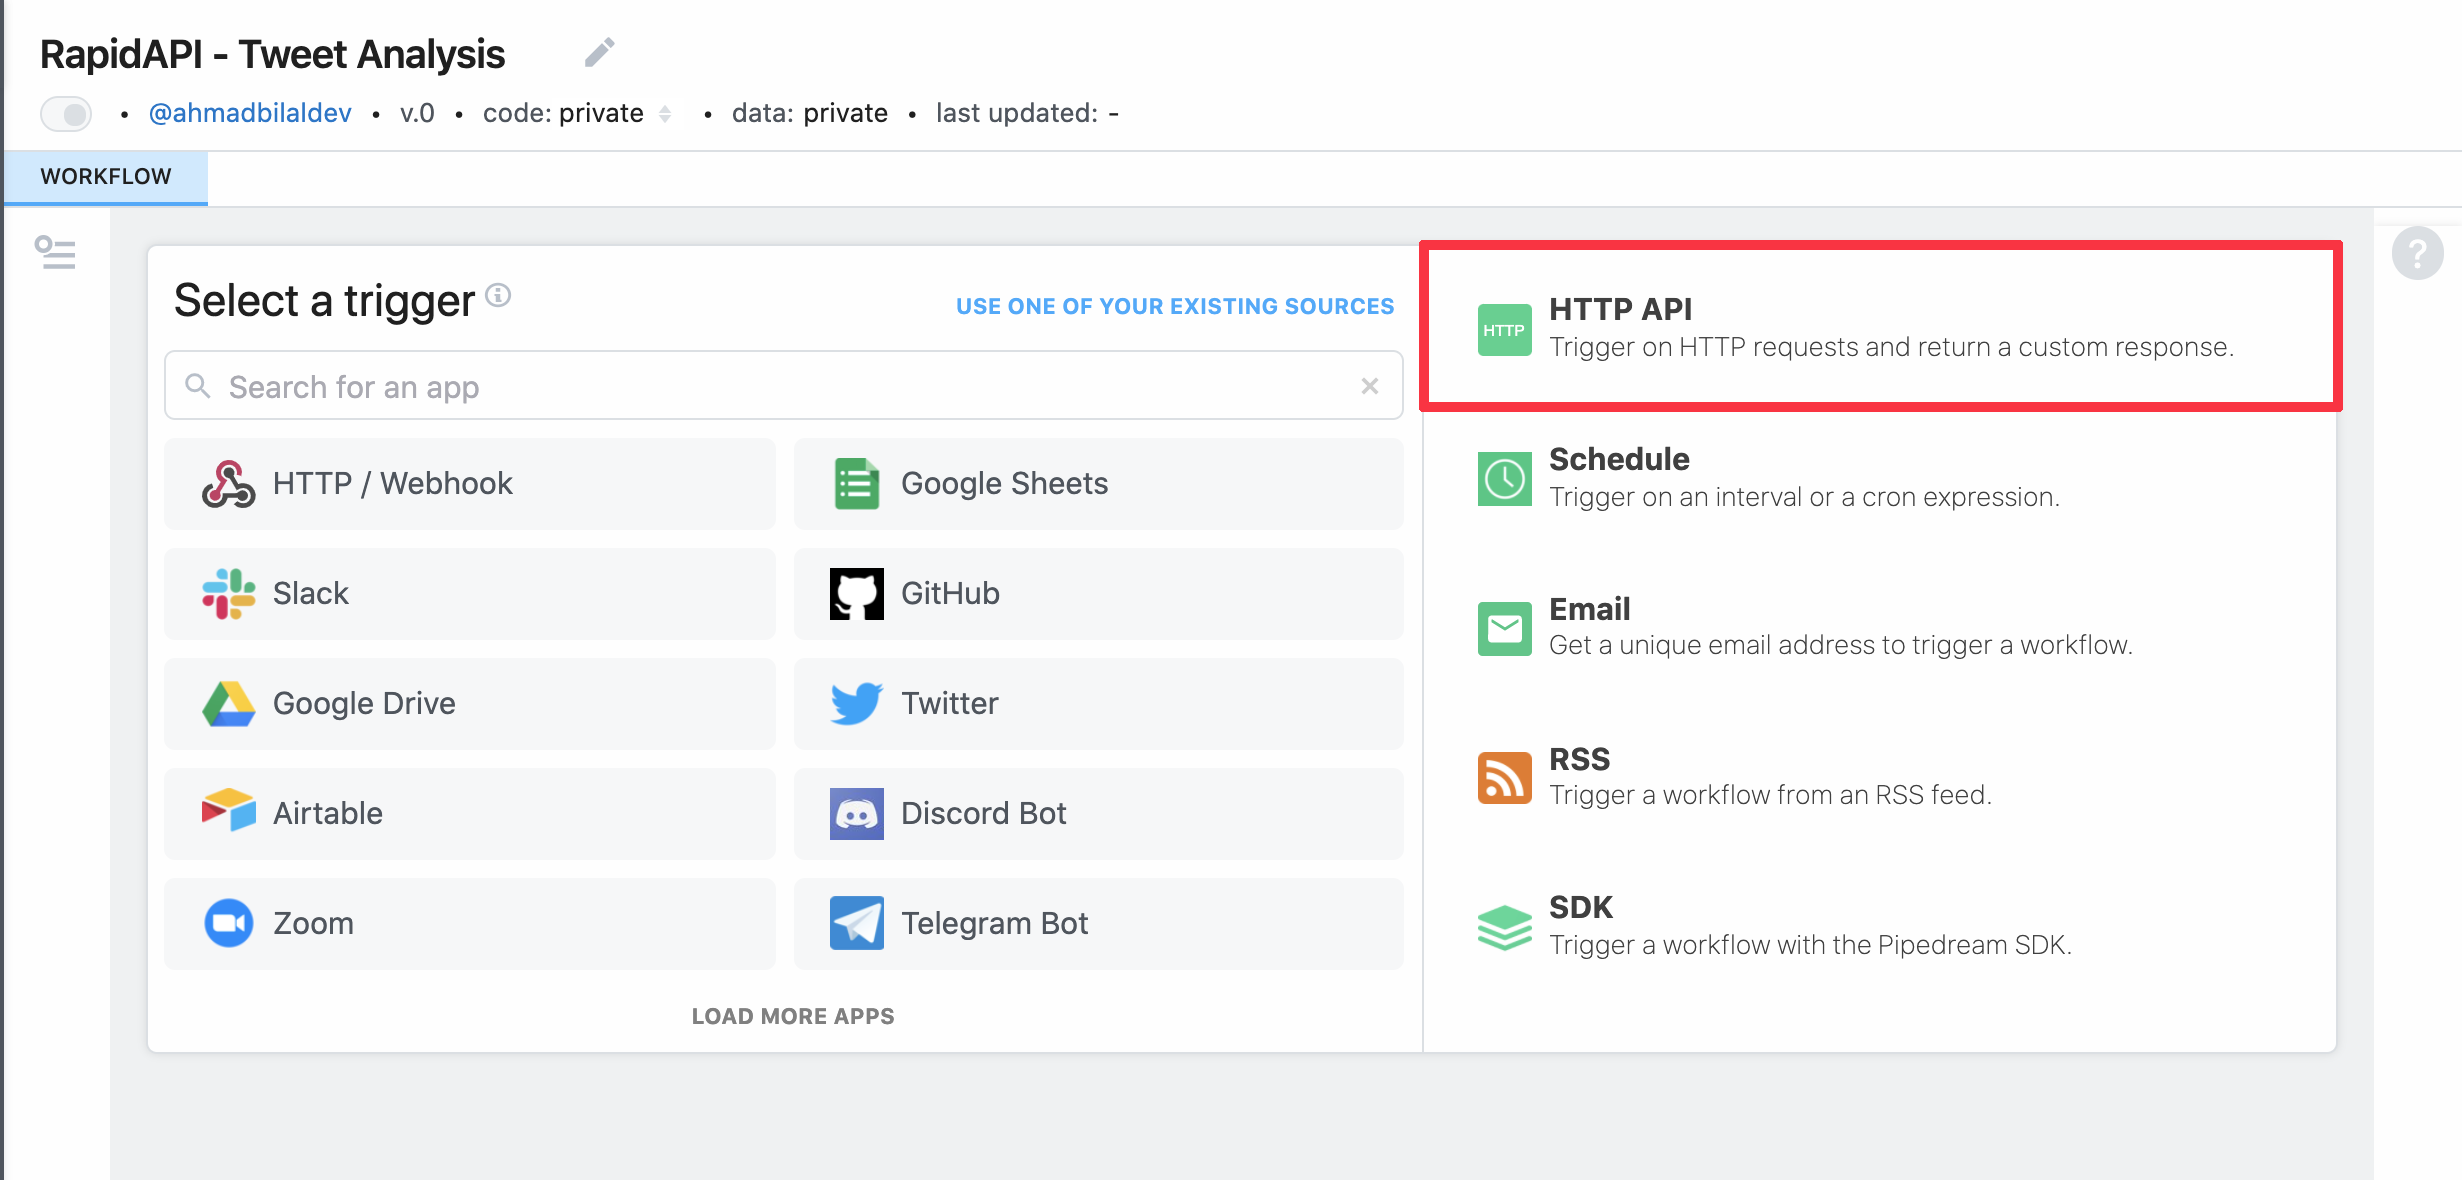 RapidAPI - Tweet Analysis
• @ahmadbilaldev • v.0 • code: private • data: private • last updated: -
WORKFLOW
Select a trigger
USE ONE OF YOUR EXISTING SOURCES
Search for an app
HTTP / Webhook
Google Sheets
Slack
GitHub
Google Drive
Twitter
Airtable
Discord Bot
Zoom
Telegram Bot
LOAD MORE APPS
HTTP
HTTP API
Trigger on HTTP requests and return a custom response.
Schedule
Trigger on an interval or a cron expression.
Email
Get a unique email address to trigger a workflow.
RSS
Trigger a workflow from an RSS feed.
SDK
Trigger a workflow with the Pipedream SDK.
?